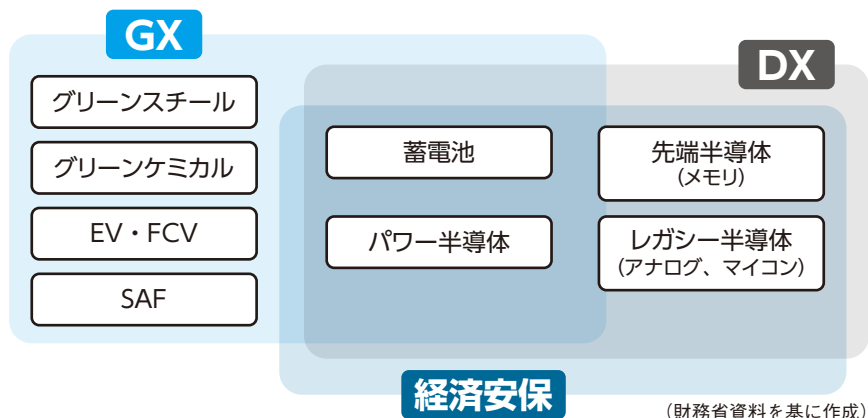 GX
DX
グリーンスチール
グリーンケミカル
EV・FCV
SAF
蓄電池
パワー半導体
先端半導体
(メモリ)
レガシー半導体
(アナログ、マイコン)
経済安保
(財務省資料を基に作成)